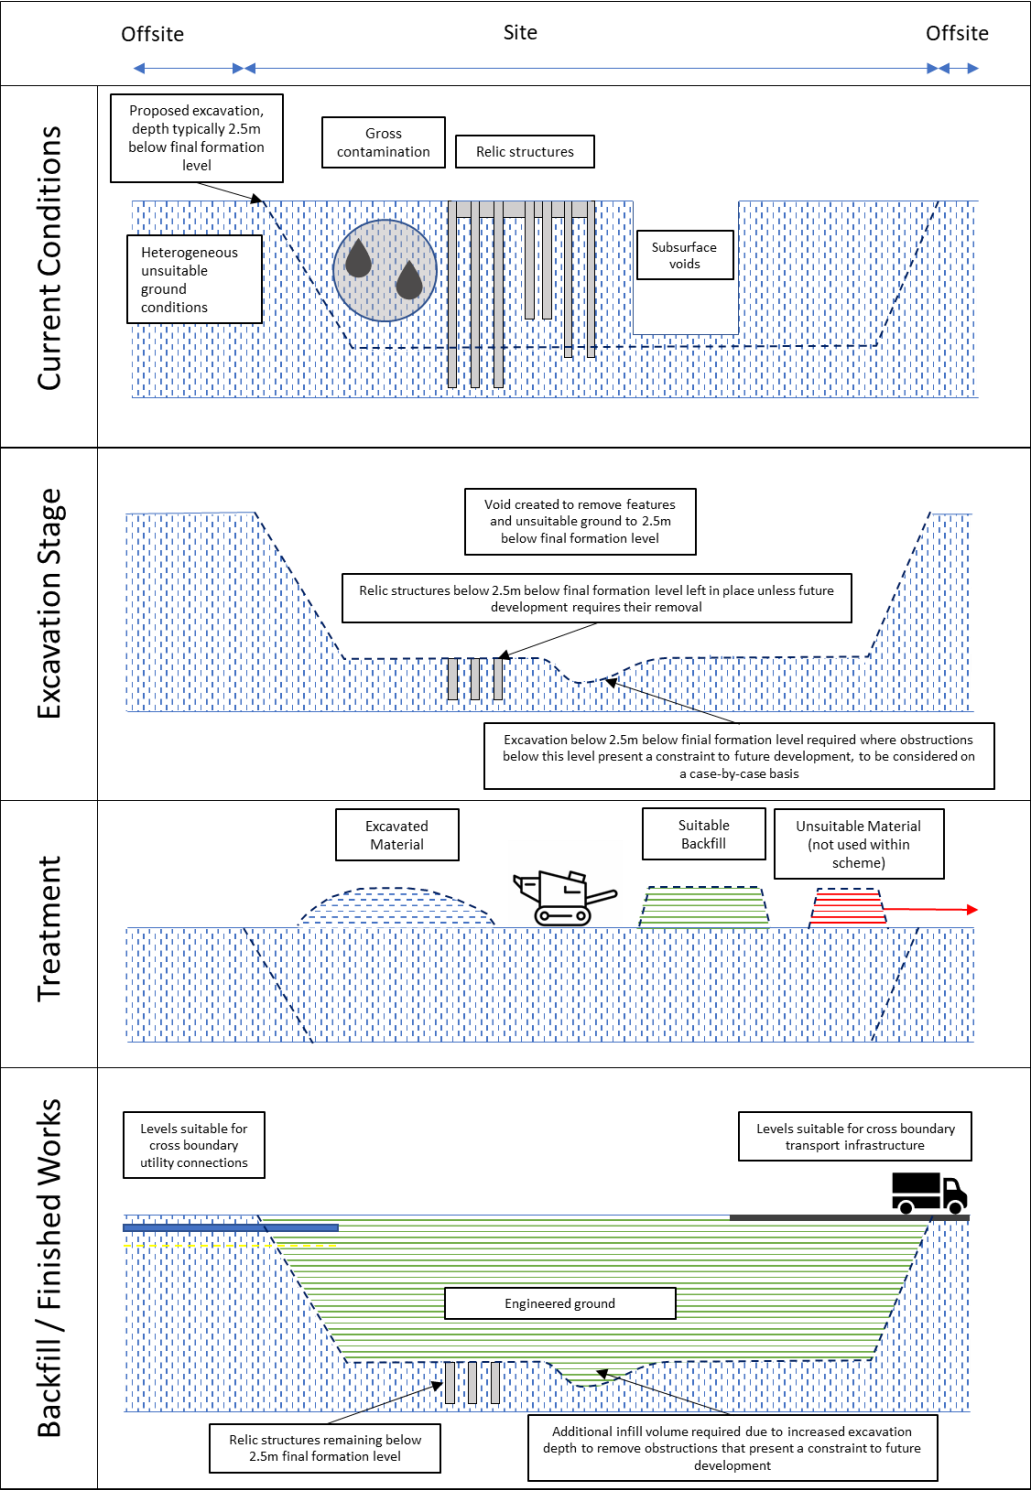 Offsite
Site
Offsite
Current Conditions
Proposed excavation,
depth typically 2.5m
below final formation
level
Gross
contamination
Relic structures
Heterogeneous
unsuitable
ground
conditions
Subsurface
voids
Excavation Stage
Void created to remove features
and unsuitable ground to 2.5m
below final formation level
Relic structures below 2.5m below final formation level left in place unless future
development requires their removal
Excavation below 2.5m below finial formation level required where obstructions
below this level present a constraint to future development, to be considered on
a case-by-case basis
Treatment
Excavated
Material
Suitable
Backfill
Unsuitable Material
(not used within
scheme)
Backfill / Finished Works
Levels suitable for
cross boundary
utility connections
Levels suitable for cross boundary
transport infrastructure
Engineered ground
Relic structures remaining below
2.5m final formation level
Additional infill volume required due to increased excavation
depth to remove obstructions that present a constraint to future
development